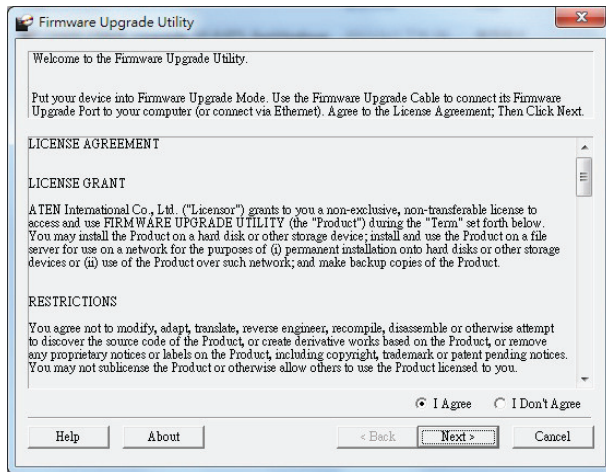 Firmware Upgrade Utility
Welcome to the Firmware Upgrade Utility.
Put your device into Firmware Upgrade Mode. Use the Firmware Upgrade Cable to connect its Firmware
Upgrade Port to your computer (or connect via Ethernet). Agree to the License Agreement; Then Click Next.
LICENSE AGREEMENT
LICENSE GRANT
ATEN International Co., Ltd. ("Licensor") grants to you a non-exclusive, non-transferable license to
access and use FIRMWARE UPGRADE UTILITY (the "Product") during the "Term" set forth below.
You may install the Product on a hard disk or other storage device; install and use the Product on a file
server for use on a network for the purposes of (i) permanent installation onto hard disks or other storage
devices or (ii) use of the Product over such network; and make backup copies of the Product.
RESTRICTIONS
You agree not to modify, adapt, translate, reverse engineer, recompile, disassemble or otherwise attempt
to discover the source code of the Product, or create derivative works based on the Product, or remove
any proprietary notices or labels on the Product, including copyright, trademark or patent pending notices.
You may not sublicense the Product or otherwise allow others to use the Product licensed to you.
I Agree I Don't Agree
Help About < Back Next > Cancel